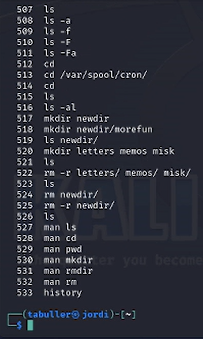 507 ls
508 ls -a
509 ls -f
510 ls -F
511 ls -Fa
512 cd
513 cd /var/spool/cron/
514 cd
515 ls
516 ls -al
517 mkdir newdir
518 mkdir newdir/morefun
519 ls newdir/
520 mkdir letters memos misk
521 ls
522 rm -r letters/ memos/ misk/
523 ls
524 rm newdir/
525 rm -r newdir/
526 ls
527 man ls
528 man cd
529 man pwd
530 man mkdir
531 man rmdir
532 man rm
533 history
┌──(tabuller㉿jordi)-[~]
└─$
KALI
er you become